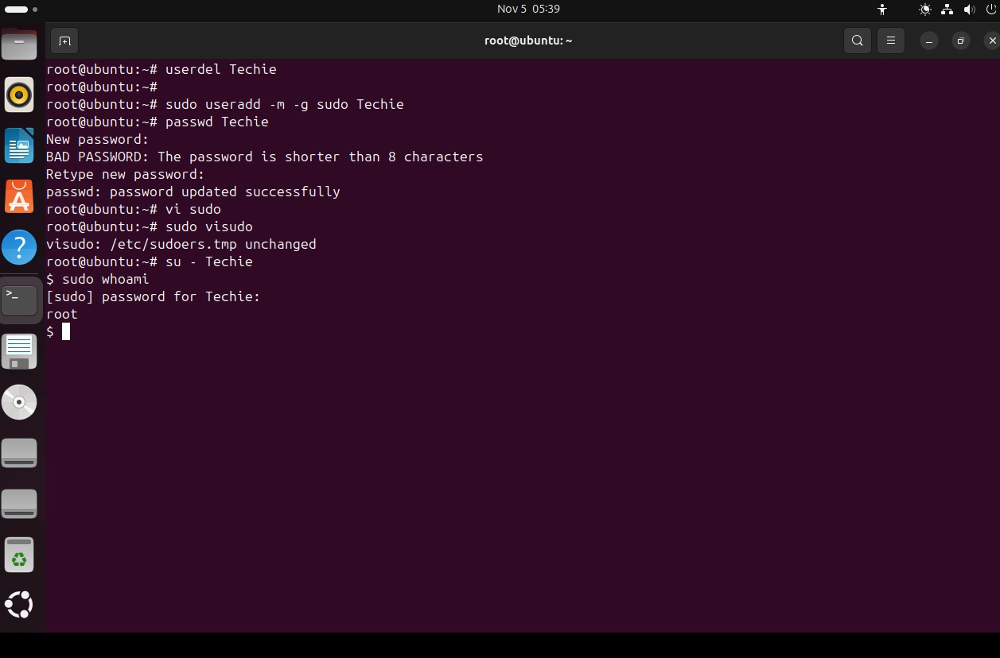 Nov 5 05:39
root@ubuntu: ~
root@ubuntu:~# userdel Techie
root@ubuntu:~#
root@ubuntu:~# sudo useradd -m -g sudo Techie
root@ubuntu:~# passwd Techie
New password:
BAD PASSWORD: The password is shorter than 8 characters
Retype new password:
passwd: password updated successfully
root@ubuntu:~# vi sudo
root@ubuntu:~# sudo visudo
visudo: /etc/sudoers.tmp unchanged
root@ubuntu:~# su - Techie
$ sudo whoami
[sudo] password for Techie:
root
$